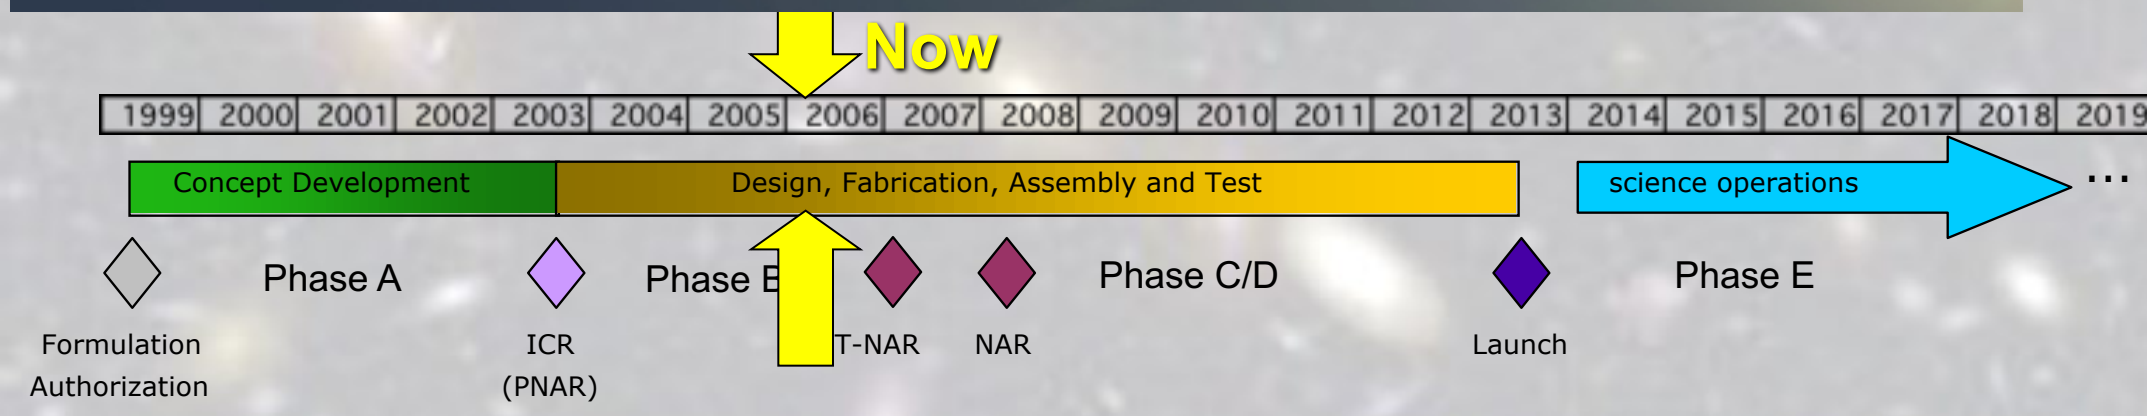 Now
1999 2000 2001 2002 2003 2004 2005 2006 2007 2008 2009 2010 2011 2012 2013 2014 2015 2016 2017 2018 2019
Concept Development Design, Fabrication, Assembly and Test science operations ...
Phase A Phase B Phase C/D Phase E
Formulation ICR T-NAR NAR Launch
Authorization (PNAR)